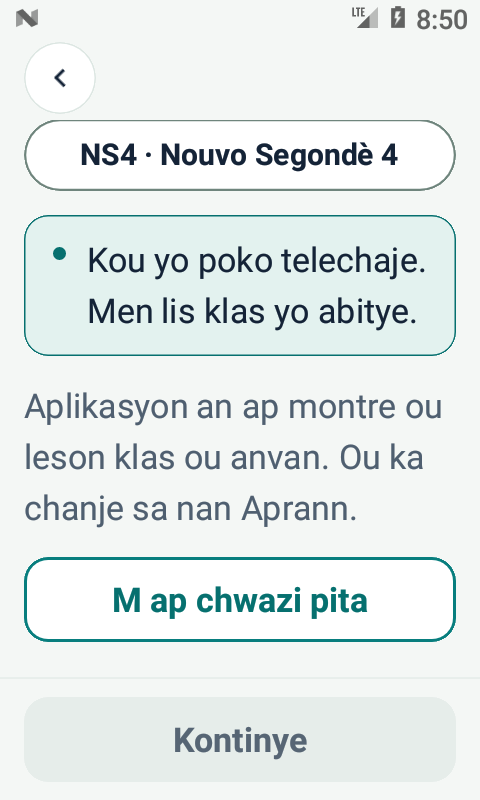 LTE 8:50
NS4 · Nouvo Segondè 4
Kou yo poko telechaje.
Men lis klas yo abitye.
Aplikasyon an ap montre ou
leson klas ou anvan. Ou ka
chanje sa nan Aprann.
M ap chwazi pita
Kontinye